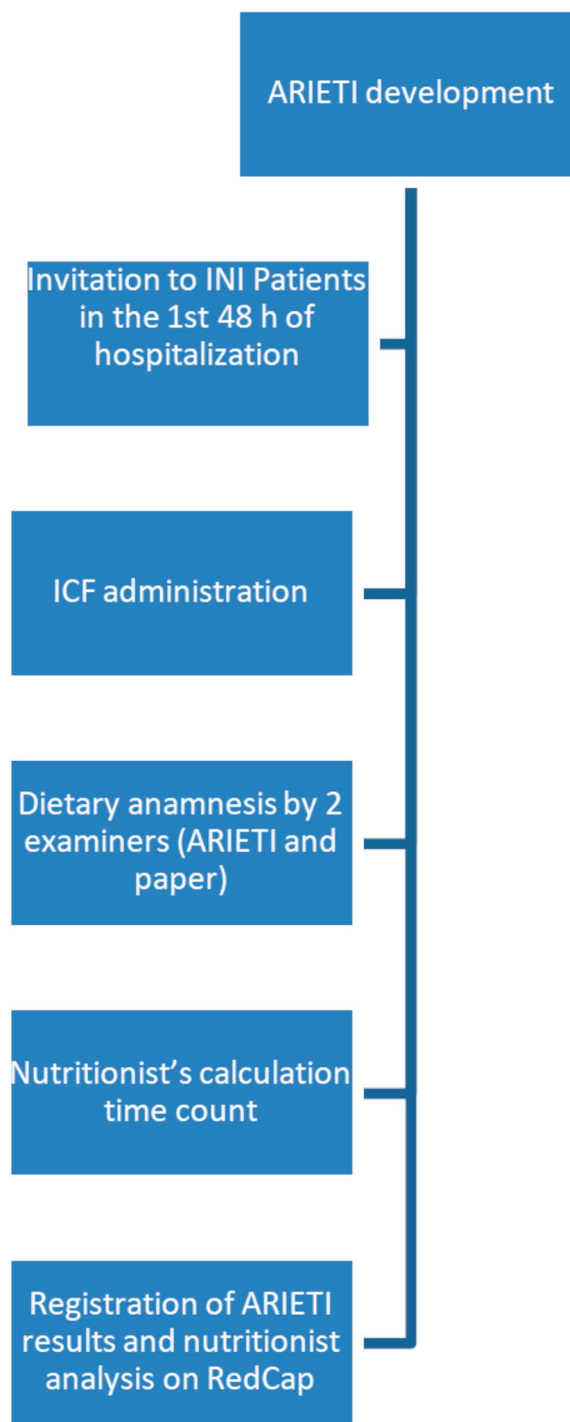 ARIETI development
Invitation to INI Patients
in the 1st 48 h of
hospitalization
ICF administration
Dietary anamnesis by 2
examiners (ARIETI and
paper)
Nutritionist’s calculation
time count
Registration of ARIETI
results and nutritionist
analysis on RedCap